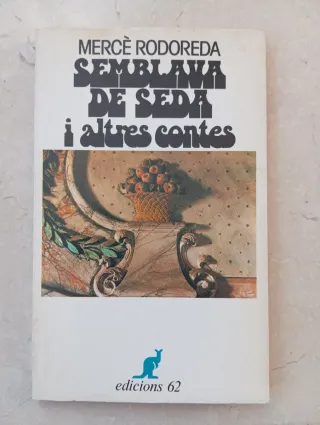 MERCÈ RODOREDA
SEMBLAVA
DE SEDA
i altres contes
edicions 62